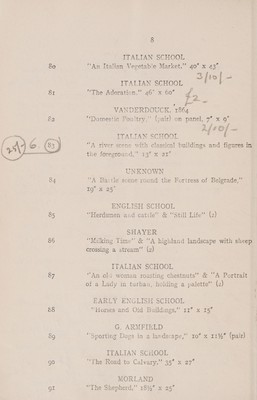 8
ITALIAN SCHOOL
80 "An Italian Vegetable Market," 40" x 45"
3/10/-
ITALIAN SCHOOL
81 "The Adoration," 46" x 60"
£2-
VANDERDOUCK, 1864
82 "Domestic Poultry," (pair) on panel, 7" x 9"
2/10/-
ITALIAN SCHOOL
25/- 6. 83 "A river scene with classical buildings and figures in
the foreground," 13" x 21"
UNKNOWN
84 "A Battle scene round the Fortress of Belgrade,"
19" x 25"
ENGLISH SCHOOL
85 "Herdsmen and cattle" & "Still Life" (2)
SHAYER
86 "Milking Time" & "A highland landscape with sheep
crossing a stream" (2)
ITALIAN SCHOOL
87 "An old woman roasting chestnuts" & "A Portrait
of a Lady in turban, holding a palette" (2)
EARLY ENGLISH SCHOOL
88 "Horses and Old Buildings," 11" x 15"
G. ARMFIELD
89 "Sporting Dogs in a landscape," 10" x 11½" (pair)
ITALIAN SCHOOL
90 "The Road to Calvary," 35" x 27"
MORLAND
91 "The Shepherd," 18½" x 25"